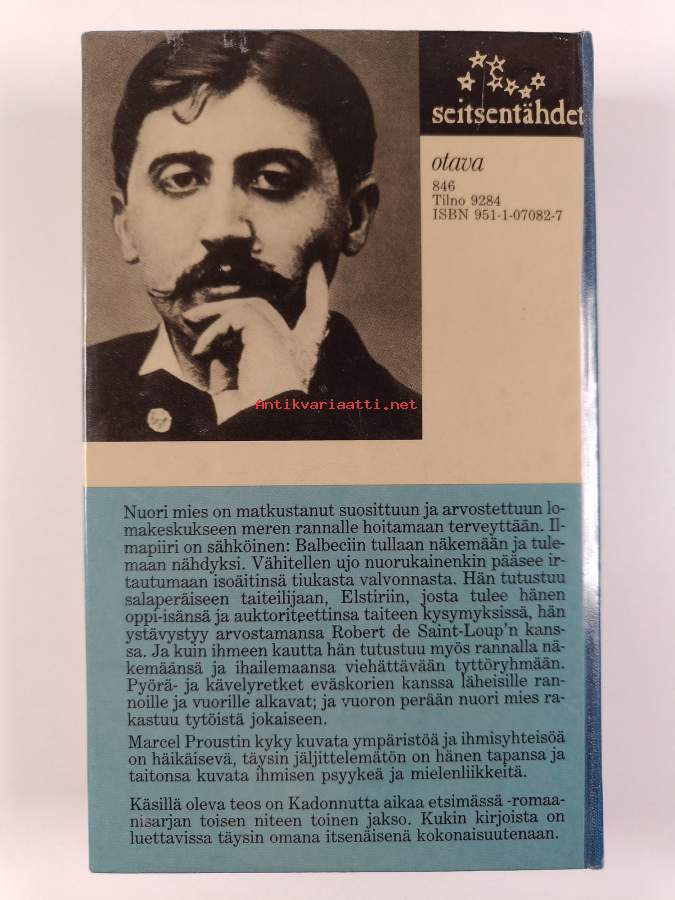 seitsentähdet
otava
846
Tilno 9284
ISBN 951-1-07082-7
Antikvariaatti.net
Nuori mies on matkustanut suosittuun ja arvostettuun lo-
makeskukseen meren rannalle hoitamaan terveyttään. Il-
mapiiri on sähköinen: Balbeciin tullaan näkemään ja tule-
maan nähdyksi. Vähitellen ujo nuorukainenkin pääsee ir-
tautumaan isoäitinsä tiukasta valvonnasta. Hän tutustuu
salaperäiseen taiteilijaan, Elstiriin, josta tulee hänen
oppi-isänsä ja auktoriteettinsa taiteen kysymyksissä, hän
ystävystyy arvostamansa Robert de Saint-Loup'n kans-
sa. Ja kuin ihmeen kautta hän tutustuu myös rannalla nä-
kemäänsä ja ihailemaansa viehättävään tyttöryhmään.
Pyörä- ja kävelyretket eväskorien kanssa läheisille ran-
noille ja vuorille alkavat; ja vuoron perään nuori mies ra-
kastuu tytöistä jokaiseen.
Marcel Proustin kyky kuvata ympäristöä ja ihmisyhteisöä
on häikäisevä, täysin jäljittelemätön on hänen tapansa ja
taitonsa kuvata ihmisen psyykeä ja mielenliikkeitä.
Käsillä oleva teos on Kadonnutta aikaa etsimässä -romaa-
nisarjan toisen niteen toinen jakso. Kukin kirjoista on
luettavissa täysin omana itsenäisenä kokonaisuutenaan.